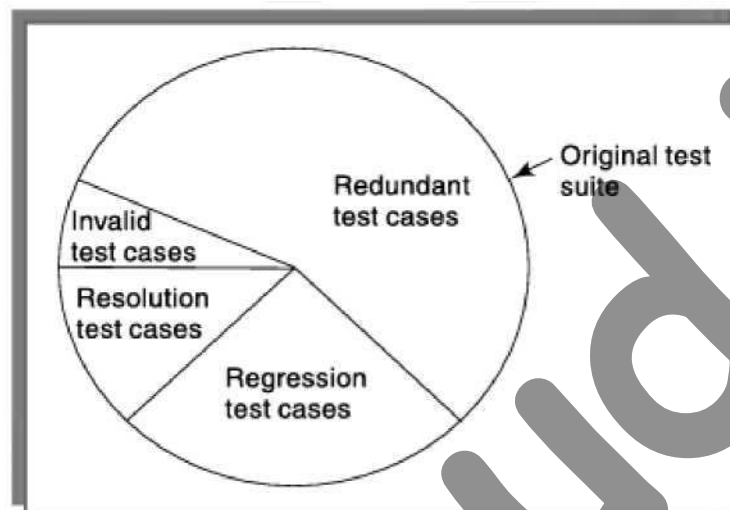 Original test
suite
Redundant
test cases
Invalid
test cases
Resolution
test cases
Regression
test cases